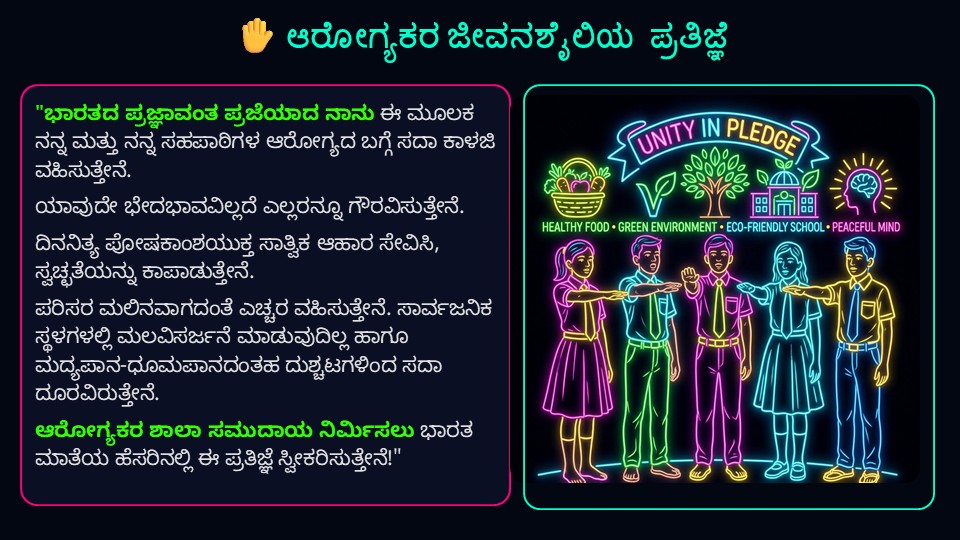 ಆರೋಗ್ಯಕರ ಜೀವನಶೈಲಿಯ ಪ್ರತಿಜ್ಞೆ
"ಭಾರತದ ಪ್ರಜ್ಞಾವಂತ ಪ್ರಜೆಯಾದ ನಾನು ಈ ಮೂಲಕ
ನನ್ನ ಮತ್ತು ನನ್ನ ಸಹಪಾಠಿಗಳ ಆರೋಗ್ಯದ ಬಗ್ಗೆ ಸದಾ ಕಾಳಜಿ
ವಹಿಸುತ್ತೇನೆ.
ಯಾವುದೇ ಭೇದಭಾವವಿಲ್ಲದೆ ಎಲ್ಲರನ್ನೂ ಗೌರವಿಸುತ್ತೇನೆ.
ದಿನನಿತ್ಯ ಪೋಷಕಾಂಶಯುಕ್ತ ಸಾತ್ವಿಕ ಆಹಾರ ಸೇವಿಸಿ,
ಸ್ವಚ್ಛತೆಯನ್ನು ಕಾಪಾಡುತ್ತೇನೆ.
ಪರಿಸರ ಮಲಿನವಾಗದಂತೆ ಎಚ್ಚರ ವಹಿಸುತ್ತೇನೆ. ಸಾರ್ವಜನಿಕ
ಸ್ಥಳಗಳಲ್ಲಿ ಮಲವಿಸರ್ಜನೆ ಮಾಡುವುದಿಲ್ಲ ಹಾಗೂ
ಮದ್ಯಪಾನ-ಧೂಮಪಾನದಂತಹ ದುಶ್ಚಟಗಳಿಂದ ಸದಾ
ದೂರವಿರುತ್ತೇನೆ.
ಆರೋಗ್ಯಕರ ಶಾಲಾ ಸಮುದಾಯ ನಿರ್ಮಿಸಲು ಭಾರತ
ಮಾತೆಯ ಹೆಸರಿನಲ್ಲಿ ಈ ಪ್ರತಿಜ್ಞೆ ಸ್ವೀಕರಿಸುತ್ತೇನೆ!"
UNITY IN PLEDGE
HEALTHY FOOD • GREEN ENVIRONMENT • ECO-FRIENDLY SCHOOL • PEACEFUL MIND